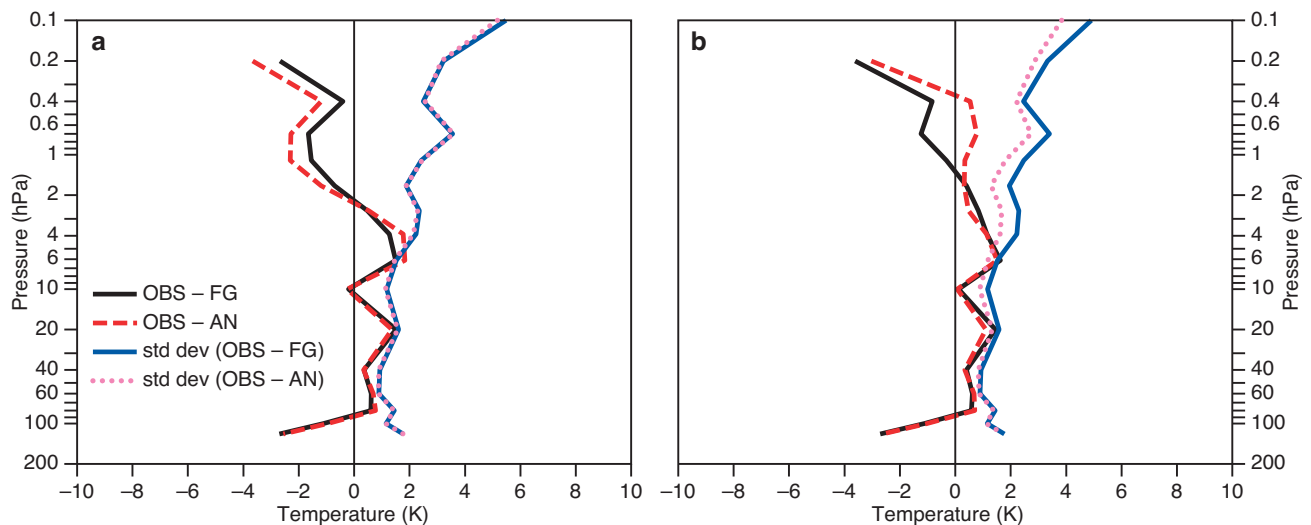 a
0.1
0.2
0.4
0.6
1
2
4
6
10
20
40
60
100
200
Pressure (hPa)
OBS – FG
OBS – AN
std dev (OBS – FG)
std dev (OBS – AN)
–10 –8 –6 –4 –2 0 2 4 6 8 10
Temperature (K)
b
0.1
0.2
0.4
0.6
1
2
4
6
10
20
40
60
100
200
Pressure (hPa)
–10 –8 –6 –4 –2 0 2 4 6 8 10
Temperature (K)